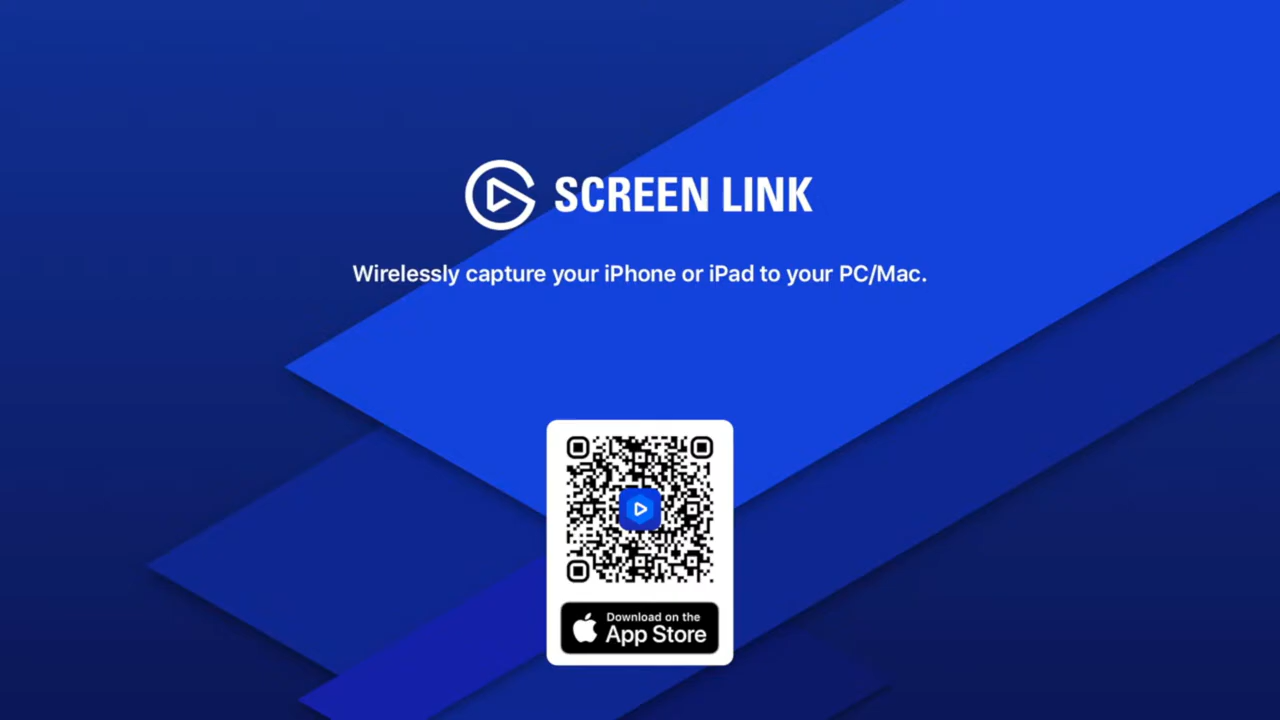 SCREEN LINK
Wirelessly capture your iPhone or iPad to your PC/Mac.
Download on the
App Store